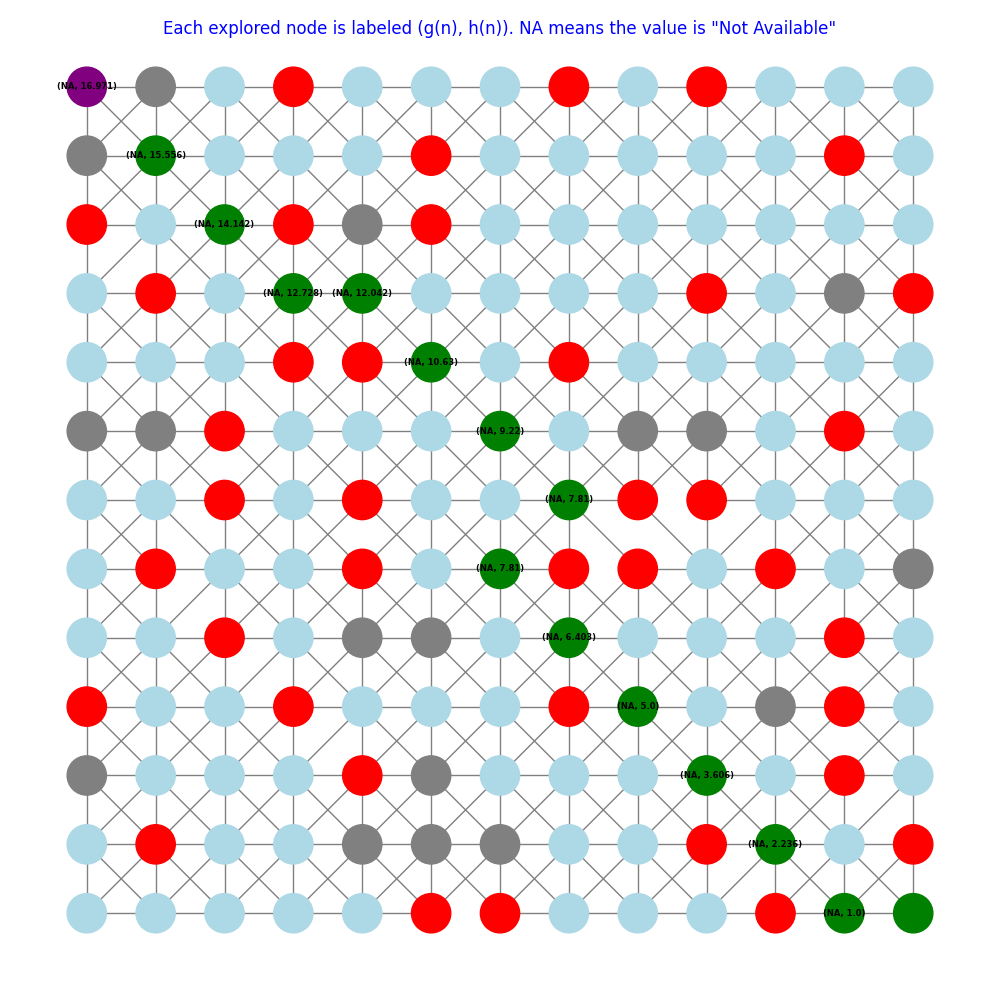 Each explored node is labeled (g(n), h(n)). NA means the value is "Not Available"
(NA, 16.971)
(NA, 15.556)
(NA, 14.142)
(NA, 12.728) (NA, 12.042)
(NA, 10.63)
(NA, 9.22)
(NA, 7.81)
(NA, 7.81)
(NA, 6.403)
(NA, 5.0)
(NA, 3.606)
(NA, 2.236)
(NA, 1.0)